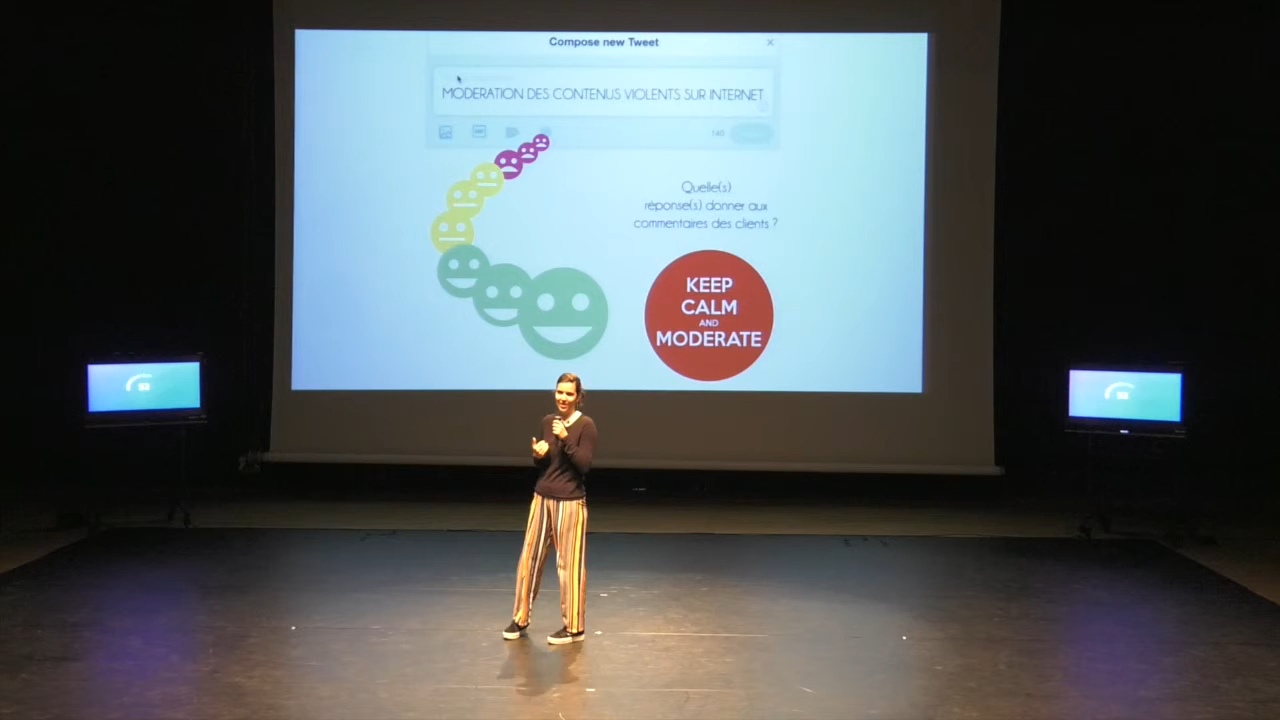 Compose new Tweet
MODERATION DES CONTENUS VIOLENTS SUR INTERNET
140
Quelle(s)
réponse(s) donner aux
commentaires des clients ?
KEEP
CALM
AND
MODERATE